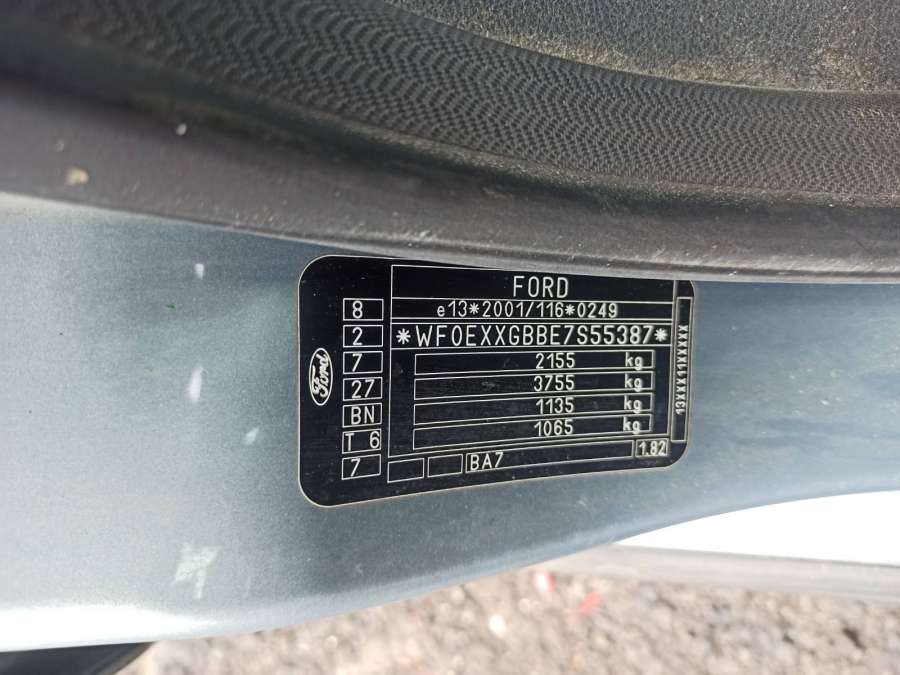 FORD
e13*2001/116*0249
*WF0EXXGBBE7S55387*
2155 kg
3755 kg
1135 kg
1065 kg
BA7
1.82
8
2
7
27
BN
T 6
7
Ford
13XXX11XXXXX